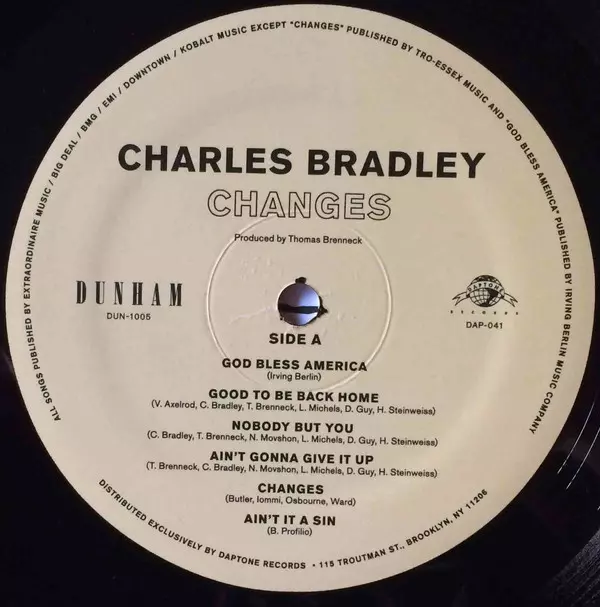 ALL SONGS PUBLISHED BY EXTRAORDINAIRE MUSIC / BIG DEAL / BMG / EMI / DOWNTOWN / KOBALT MUSIC EXCEPT "CHANGES" PUBLISHED BY TRO-ESSEX MUSIC AND "GOD BLESS AMERICA" PUBLISHED BY IRVING BERLIN MUSIC COMPANY
CHARLES BRADLEY
CHANGES
Produced by Thomas Brenneck
DUNHAM
DUN-1005
DAPTONE
RECORDS
DAP-041
SIDE A
GOD BLESS AMERICA
(Irving Berlin)
GOOD TO BE BACK HOME
(V. Axelrod, C. Bradley, T. Brenneck, L. Michels, D. Guy, H. Steinweiss)
NOBODY BUT YOU
(C. Bradley, T. Brenneck, N. Movshon, L. Michels, D. Guy, H. Steinweiss)
AIN'T GONNA GIVE IT UP
(T. Brenneck, C. Bradley, N. Movshon, L. Michels, D. Guy, H. Steinweiss)
CHANGES
(Butler, Iommi, Osbourne, Ward)
AIN'T IT A SIN
(B. Profilio)
DISTRIBUTED EXCLUSIVELY BY DAPTONE RECORDS • 115 TROUTMAN ST., BROOKLYN, NY 11206